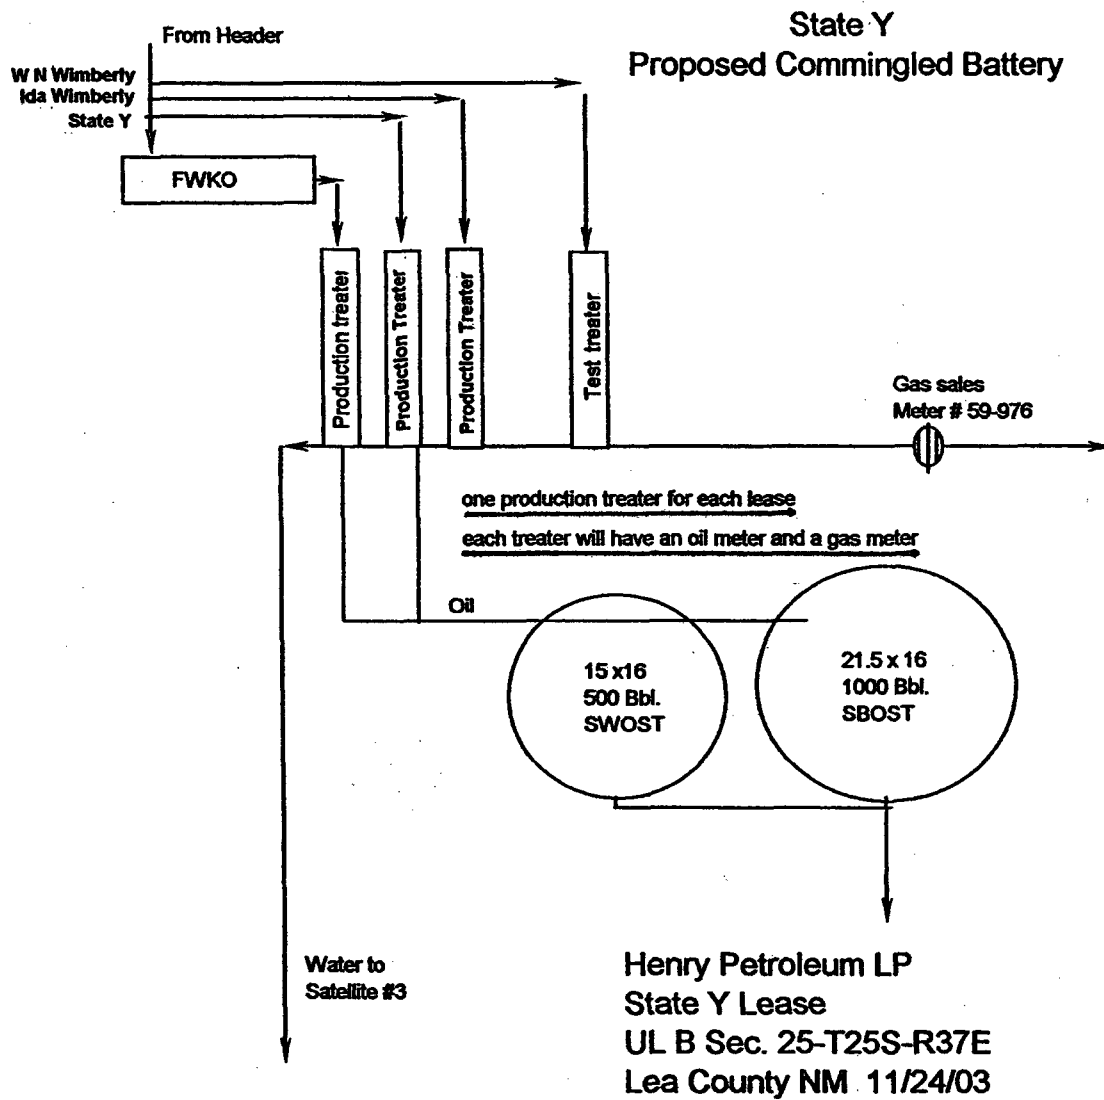 State Y
Proposed Commingled Battery
From Header
W N Wimberly
Ida Wimberly
State Y
FWKO
Production treater
Production Treater
Production Treater
Test treater
Gas sales
Meter # 59-976
one production treater for each lease
each treater will have an oil meter and a gas meter
Oil
15 x16
500 Bbl.
SWOST
21.5 x 16
1000 Bbl.
SBOST
Water to
Satellite #3
Henry Petroleum LP
State Y Lease
UL B Sec. 25-T25S-R37E
Lea County NM 11/24/03